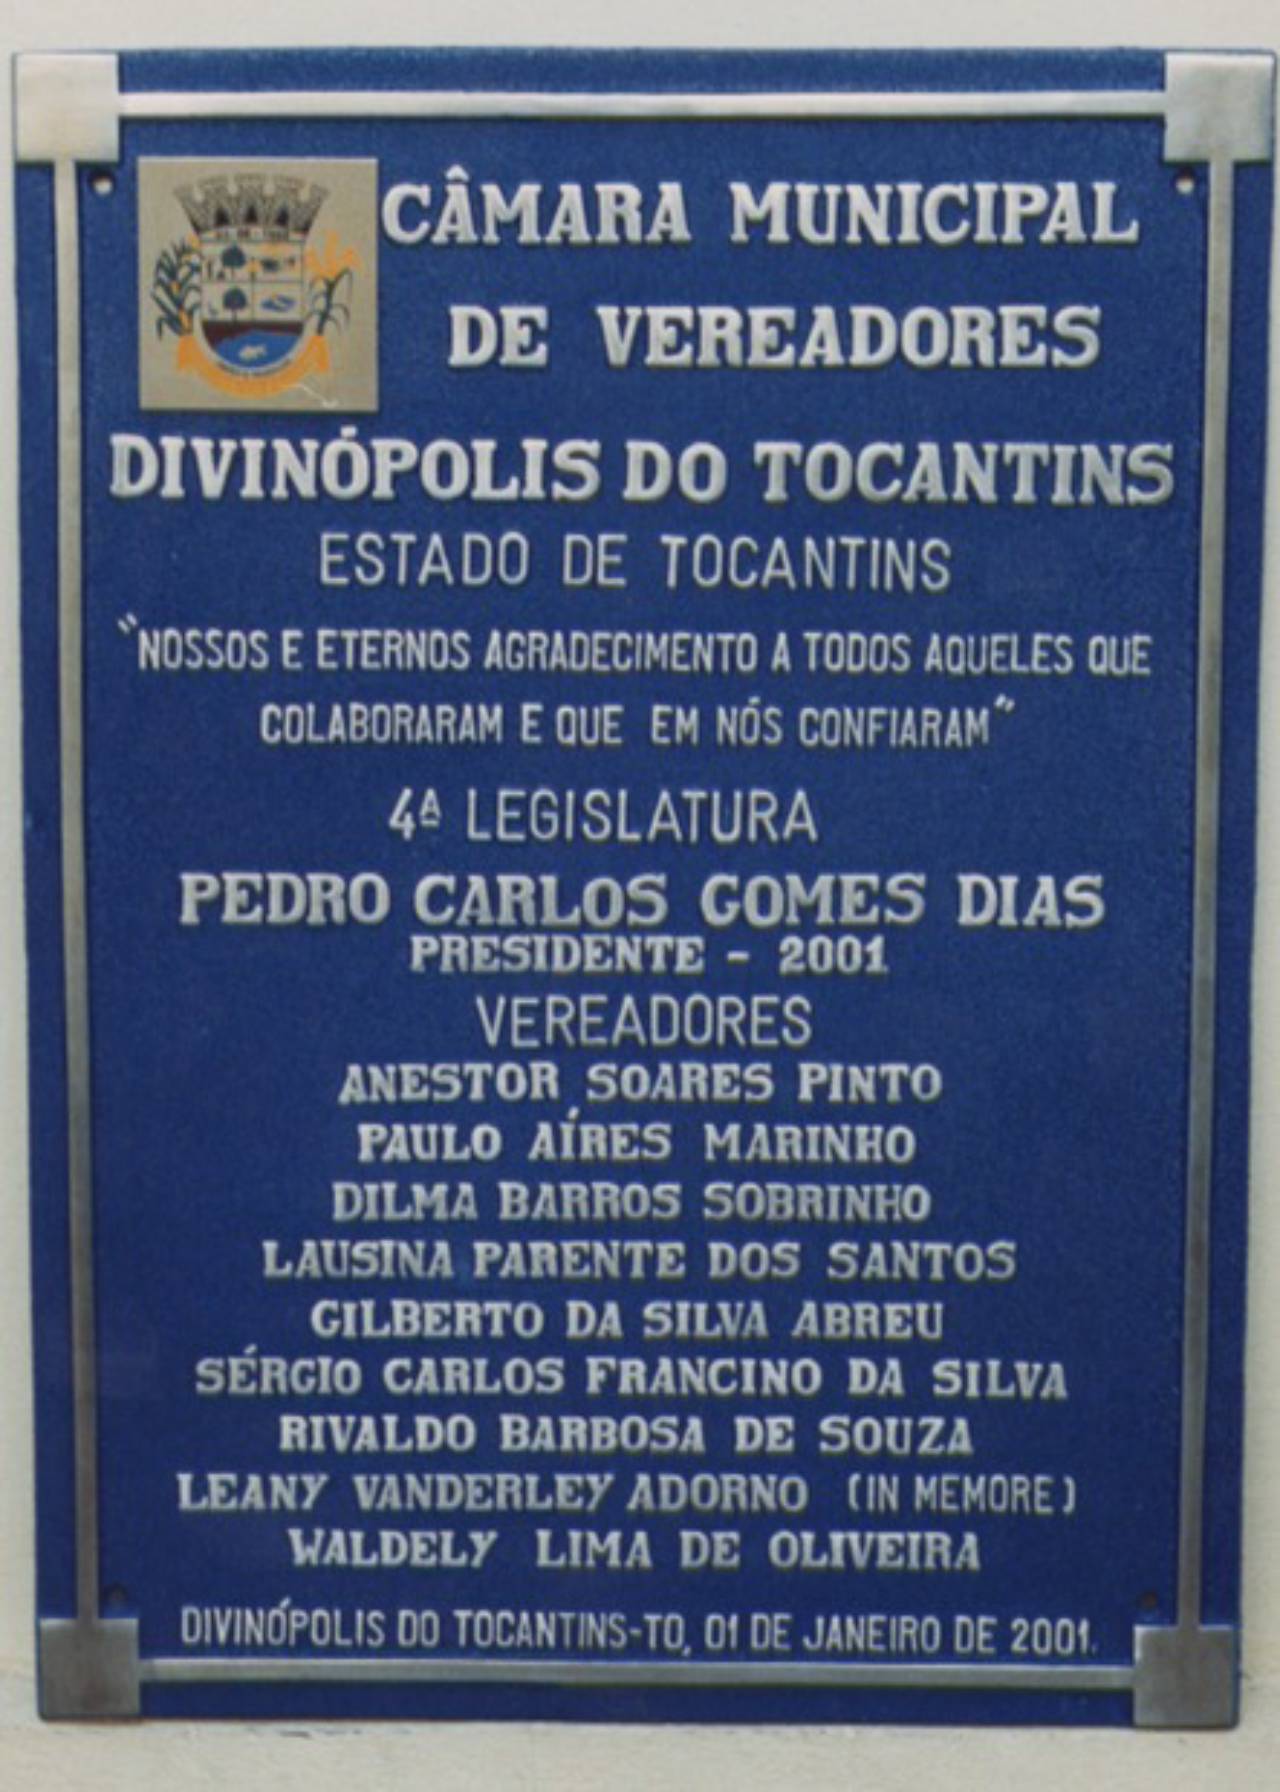 CÂMARA MUNICIPAL
DE VEREADORES
DIVINÓPOLIS DO TOCANTINS
ESTADO DE TOCANTINS
"NOSSOS E ETERNOS AGRADECIMENTO A TODOS AQUELES QUE
COLABORARAM E QUE EM NÓS CONFIARAM"
4ª LEGISLATURA
PEDRO CARLOS GOMES DIAS
PRESIDENTE - 2001
VEREADORES
ANESTOR SOARES PINTO
PAULO AÍRES MARINHO
DILMA BARROS SOBRINHO
LAUSINA PARENTE DOS SANTOS
GILBERTO DA SILVA ABREU
SÉRGIO CARLOS FRANCINO DA SILVA
RIVALDO BARBOSA DE SOUZA
LEANY VANDERLEY ADORNO (IN MEMORE)
WALDELY LIMA DE OLIVEIRA
DIVINÓPOLIS DO TOCANTINS-TO, 01 DE JANEIRO DE 2001.